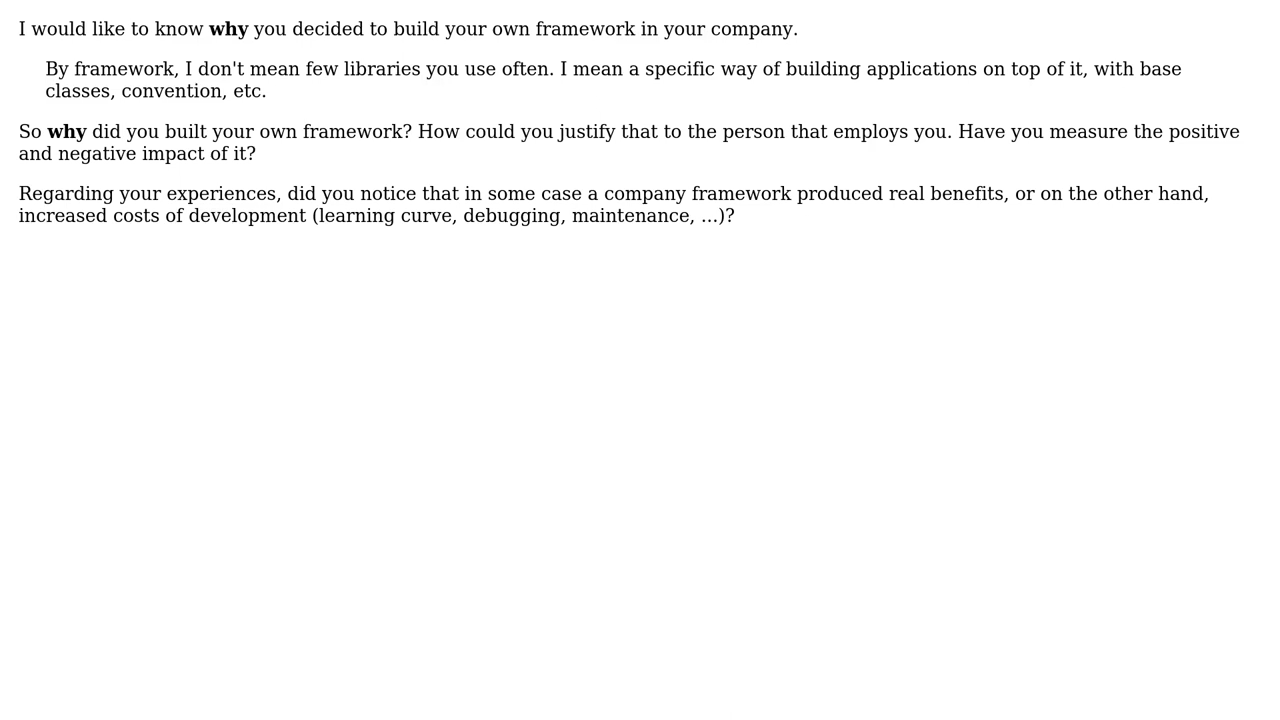 I would like to know why you decided to build your own framework in your company.
By framework, I don't mean few libraries you use often. I mean a specific way of building applications on top of it, with base
classes, convention, etc.
So why did you built your own framework? How could you justify that to the person that employs you. Have you measure the positive
and negative impact of it?
Regarding your experiences, did you notice that in some case a company framework produced real benefits, or on the other hand,
increased costs of development (learning curve, debugging, maintenance, ...)?